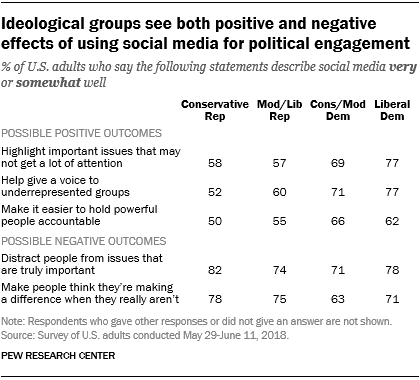 Ideological groups see both positive and negative
effects of using social media for political engagement
% of U.S. adults who say the following statements describe social media very
or somewhat well
Conservative Rep Mod/Lib Rep Cons/Mod Dem Liberal Dem
POSSIBLE POSITIVE OUTCOMES
Highlight important issues that may
not get a lot of attention 58 57 69 77
Help give a voice to
underrepresented groups 52 60 71 77
Make it easier to hold powerful
people accountable 50 55 66 62
POSSIBLE NEGATIVE OUTCOMES
Distract people from issues that
are truly important 82 74 71 78
Make people think they're making
a difference when they really aren't 78 75 63 71
Note: Respondents who gave other responses or did not give an answer are not shown.
Source: Survey of U.S. adults conducted May 29-June 11, 2018.
PEW RESEARCH CENTER